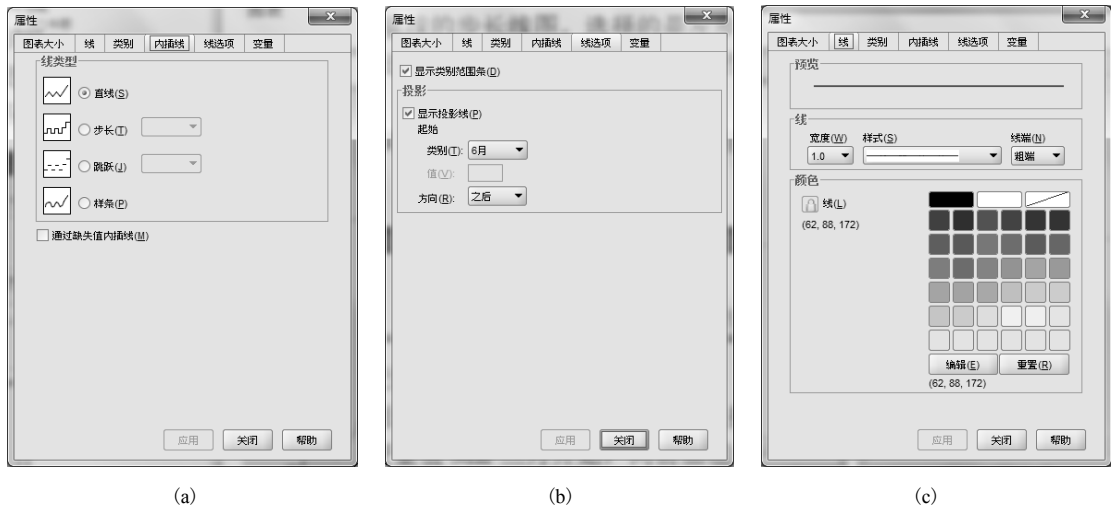 属性
图表大小 线 类别 内插线 线选项 变量
线类型
直线(S)
步长(T)
跳跃(J)
样条(P)
通过缺失值内插线(M)
应用 关闭 帮助
(a)
属性
图表大小 线 类别 内插线 线选项 变量
显示类别范围条(D)
投影
显示投影线(P)
起始
类别(T): 6月
值(V):
方向(R): 之后
应用 关闭 帮助
(b)
属性
图表大小 线 类别 内插线 线选项 变量
预览
线
宽度(W) 样式(S) 线端(N)
1.0 粗端
颜色
线(L)
(62, 88, 172)
编辑(E) 重置(R)
(62, 88, 172)
应用 关闭 帮助
(c)